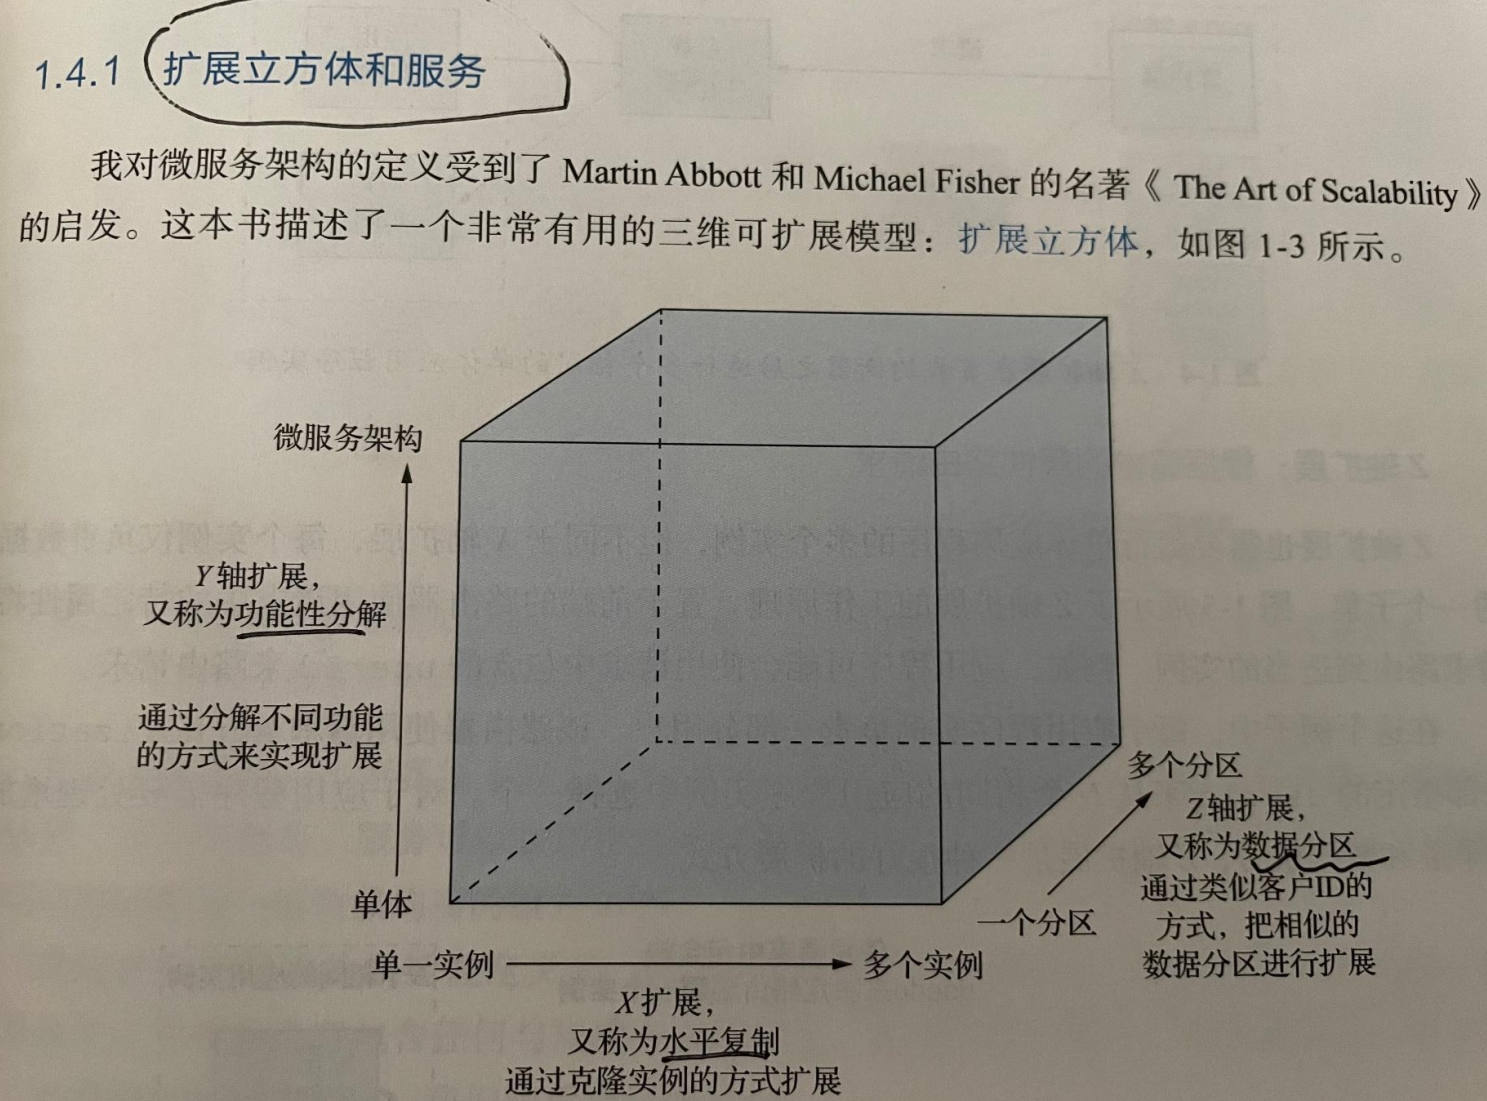 1.4.1 扩展立方体和服务
我对微服务架构的定义受到了 Martin Abbott 和 Michael Fisher 的名著《 The Art of Scalability 》
的启发。这本书描述了一个非常有用的三维可扩展模型：扩展立方体，如图 1-3 所示。
微服务架构
Y轴扩展，
又称为功能性分解
通过分解不同功能
的方式来实现扩展
单体
单一实例
多个实例
X扩展，
又称为水平复制
通过克隆实例的方式扩展
一个分区
多个分区
Z轴扩展，
又称为数据分区
通过类似客户ID的
方式，把相似的
数据分区进行扩展